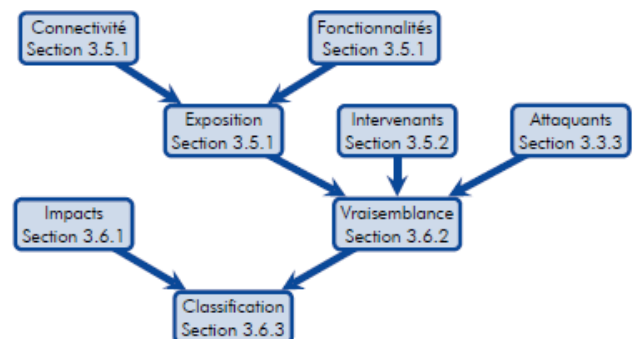 Connectivité
Section 3.5.1
Fonctionnalités
Section 3.5.1
Exposition
Section 3.5.1
Intervenants
Section 3.5.2
Attaquants
Section 3.3.3
Impacts
Section 3.6.1
Vraisemblance
Section 3.6.2
Classification
Section 3.6.3